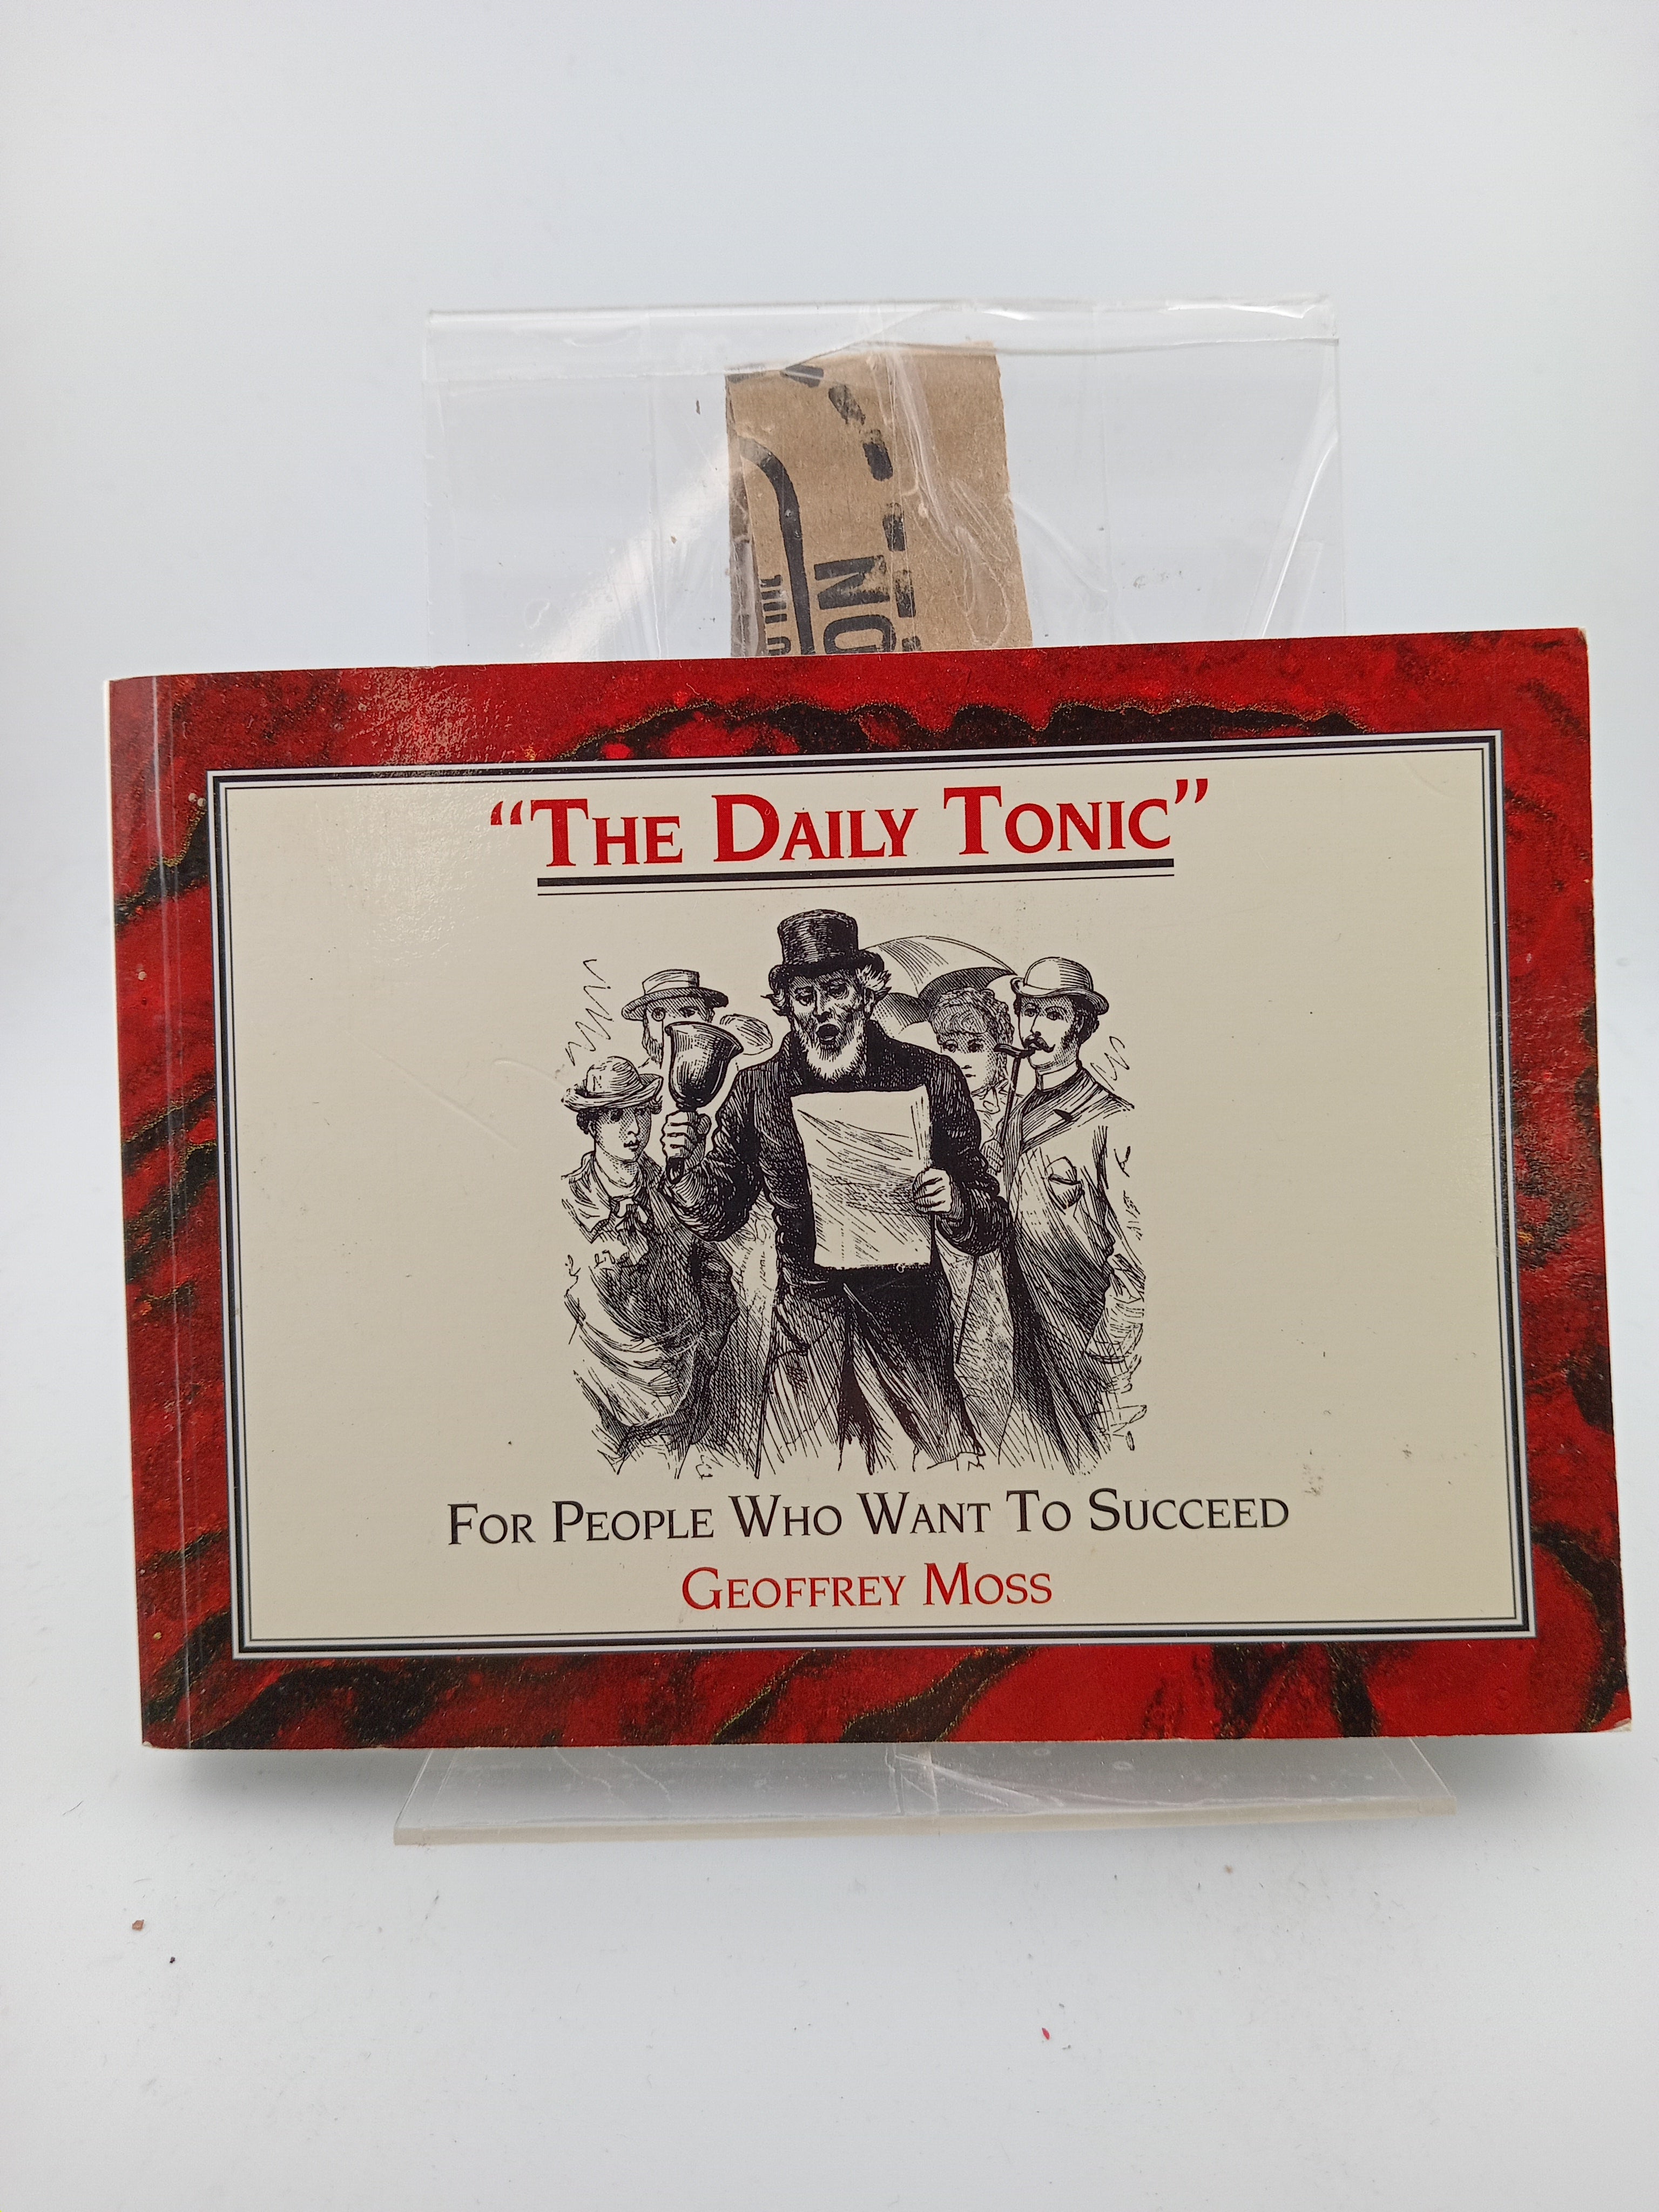 “THE DAILY TONIC”
FOR PEOPLE WHO WANT TO SUCCEED
GEOFFREY MOSS